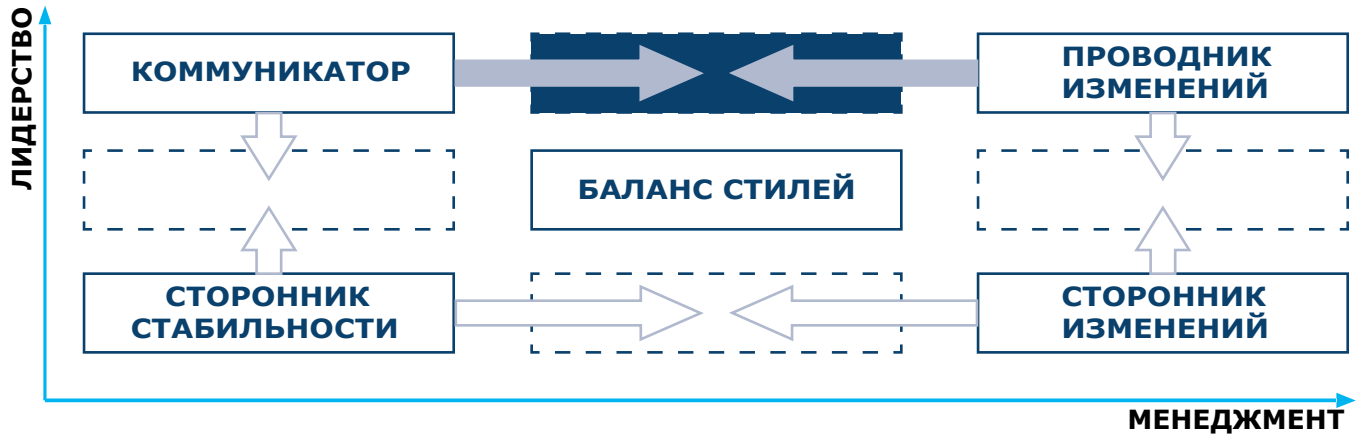 ЛИДЕРСТВО
КОММУНИКАТОР
ПРОВОДНИК
ИЗМЕНЕНИЙ
БАЛАНС СТИЛЕЙ
СТОРОННИК
СТАБИЛЬНОСТИ
СТОРОННИК
ИЗМЕНЕНИЙ
МЕНЕДЖМЕНТ